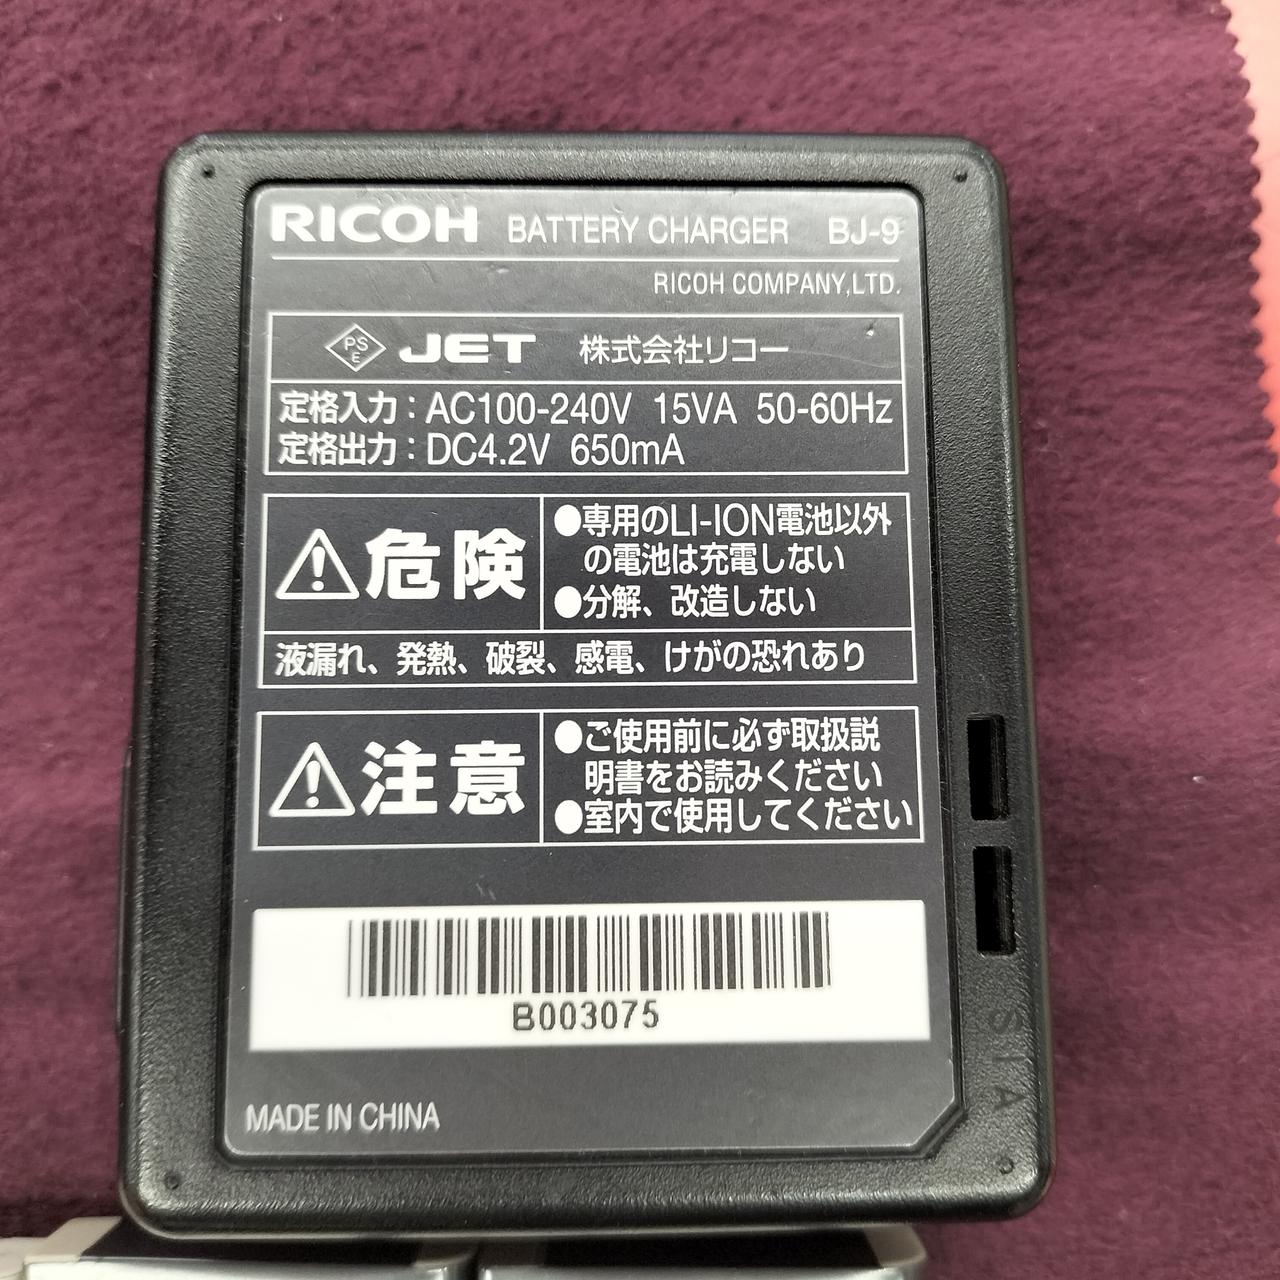 RICOH BATTERY CHARGER BJ-9
RICOH COMPANY,LTD.
PS
E
JET 株式会社リコー
定格入力：AC100-240V 15VA 50-60Hz
定格出力：DC4.2V 650mA
危険
●専用のLI-ION電池以外
の電池は充電しない
●分解、改造しない
液漏れ、発熱、破裂、感電、けがの恐れあり
注意
●ご使用前に必ず取扱説
明書をお読みください
●室内で使用してください
B003075
MADE IN CHINA
SIA